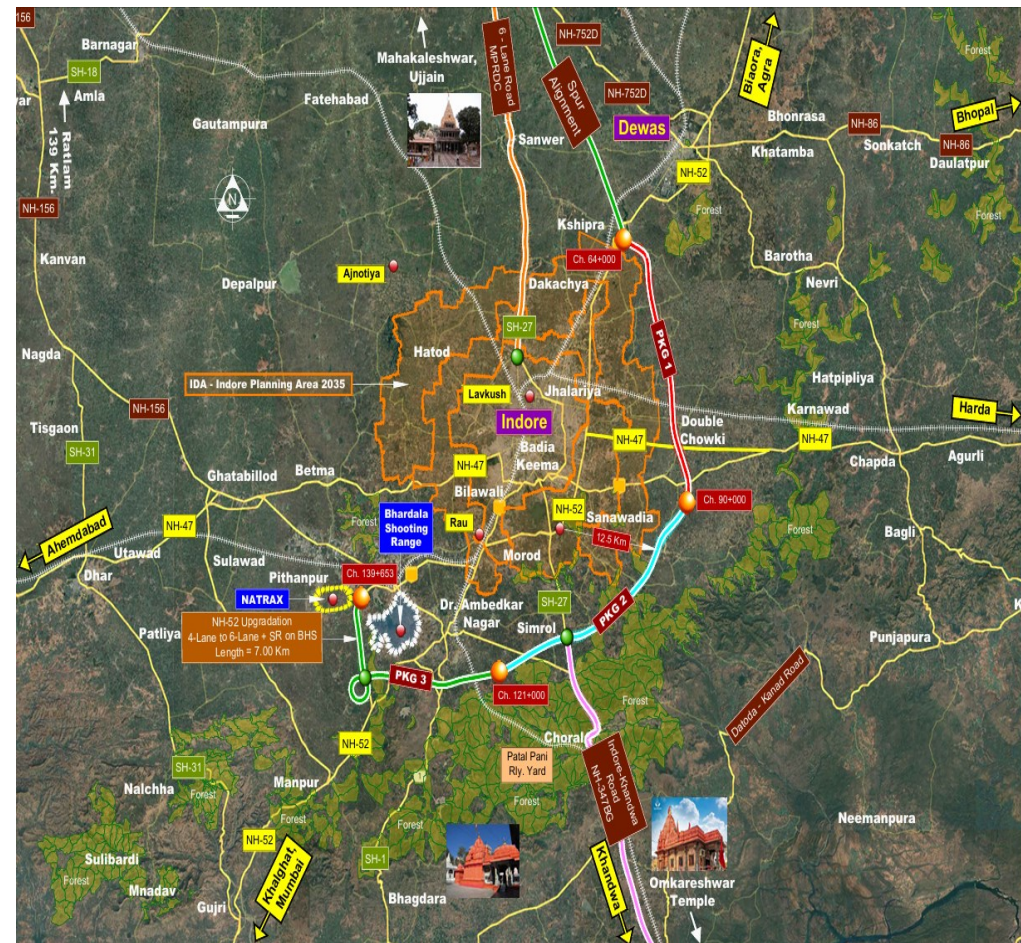 -156
Barnagar
SH-18
Amla
var
Ratlam
139 Km.
NH-156
Kanvan
Gautampura
Fatehabad
Mahakaleshwar,
Ujjain
6 - Lane Road
MPRDC
Spur
Alignment
NH-752D
NH-752D
Dewas
Biaora,
Agra
Forest
Bhopal
Bhonrasa
NH-86
Sonkatch
NH-86
Daulatpur
Khatamba
Sanwer
NH-52
Forest
Forest
Forest
N
Kshipra
Ch. 64+000
Barotha
Nevri
Ajnotiya
Depalpur
Dakachya
SH-27
Forest
PKG 1
Hatod
Nagda
IDA - Indore Planning Area 2035
Lavkush
Jhalariya
Hatpipliya
NH-156
Indore
Double
Chowki
Karnawad
Harda
Tisgaon
SH-31
NH-47
NH-47
Badia
Keema
NH-47
Chapda
Agurli
Ghatabillod
Betma
Bilawali
Ch. 90+000
Bhardala
Shooting
Range
Forest
NH-52
Sanawadia
Ahemdabad
NH-47
Rau
12.5 Km
Forest
Bagli
Utawad
Sulawad
Morod
Dhar
Pithanpur
Ch. 139+653
NATRAX
Dr. Ambedkar
Nagar
SH-27
PKG 2
K
NH-52 Upgradation
4-Lane to 6-Lane + SR on BHS
Length = 7.00 Km
Patliya
Simrol
Punjapura
PKG 3
Ch. 121+000
Forest
Datoda - Kanad Road
NH-52
Choral
Patal Pani
Rly. Yard
Indore-Khandwa
Road
NH-347BG
SH-31
Nalchha
Forest
Manpur
Forest
Forest
Forest
Neemanpura
NH-52
Sulibardi
Forest
Mnadav
Gujri
Khalghat,
Mumbai
SH-1
Bhagdara
Khandwa
Omkareshwar
Temple